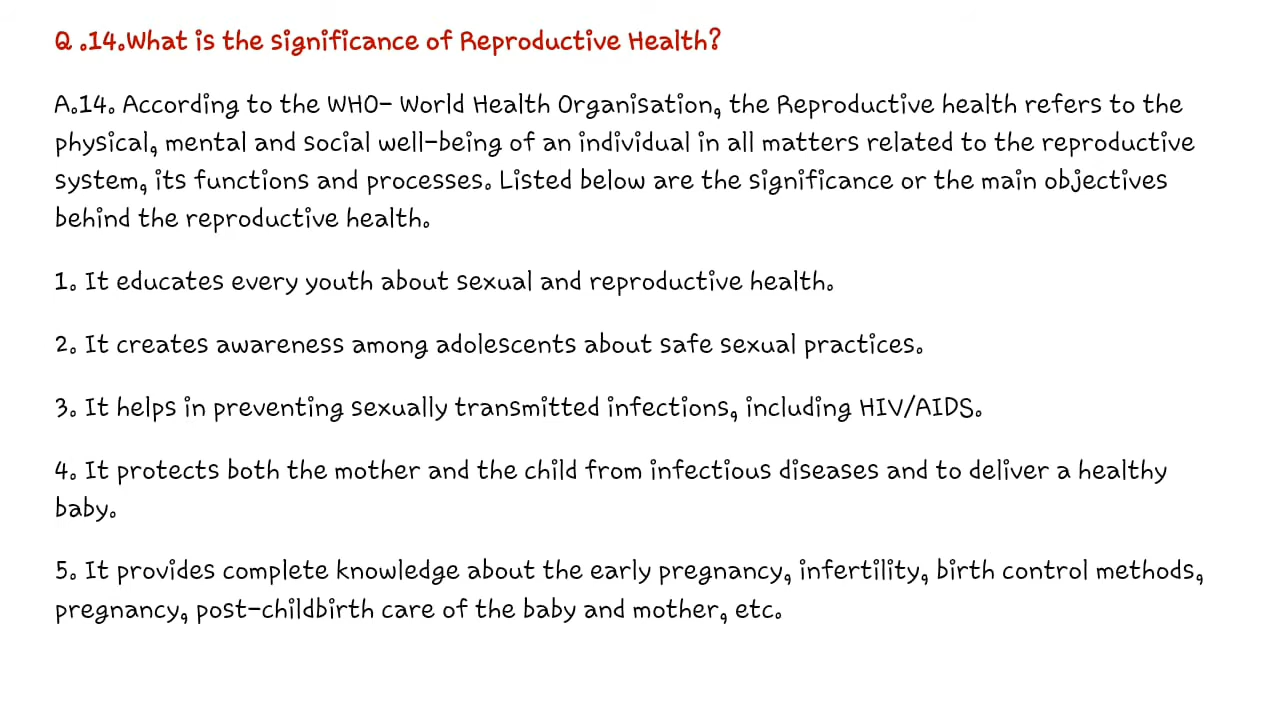 Q .14.What is the significance of Reproductive Health?
A.14. According to the WHO- World Health Organisation, the Reproductive health refers to the
physical, mental and social well-being of an individual in all matters related to the reproductive
system, its functions and processes. Listed below are the significance or the main objectives
behind the reproductive health.
1. It educates every youth about sexual and reproductive health.
2. It creates awareness among adolescents about safe sexual practices.
3. It helps in preventing sexually transmitted infections, including HIV/AIDS.
4. It protects both the mother and the child from infectious diseases and to deliver a healthy
baby.
5. It provides complete knowledge about the early pregnancy, infertility, birth control methods,
pregnancy, post-childbirth care of the baby and mother, etc.